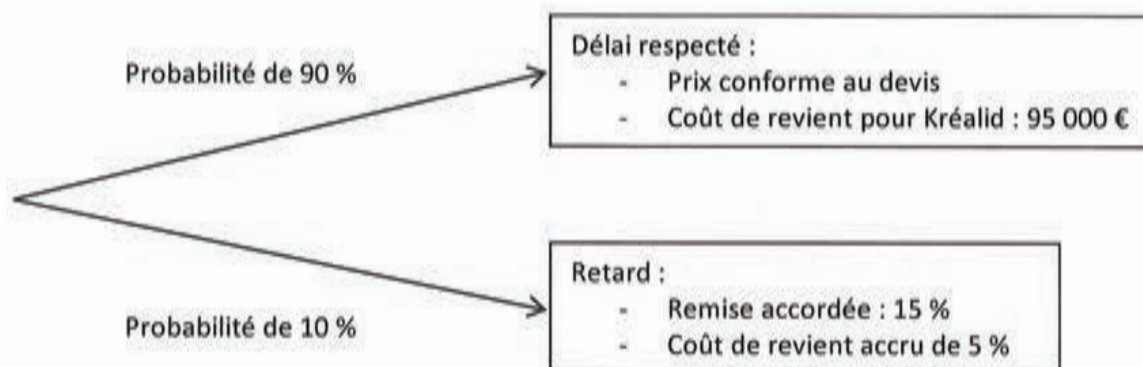 Probabilité de 90 %
Délai respecté :
- Prix conforme au devis
- Coût de revient pour Kréalid : 95 000 €
Probabilité de 10 %
Retard :
- Remise accordée : 15 %
- Coût de revient accru de 5 %